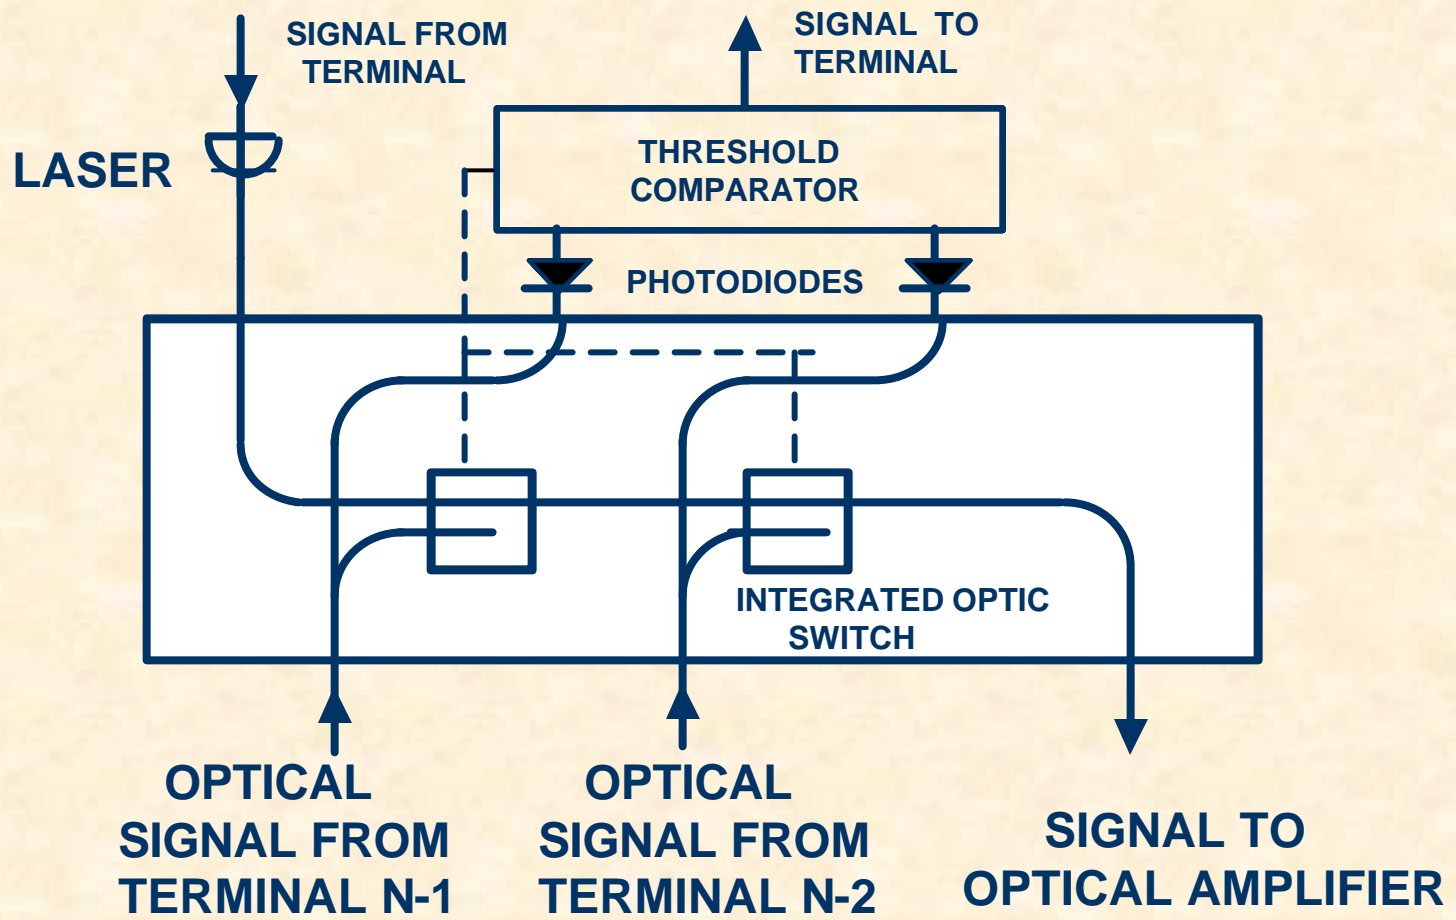 SIGNAL FROM
TERMINAL
SIGNAL TO
TERMINAL
LASER
THRESHOLD
COMPARATOR
PHOTODIODES
INTEGRATED OPTIC
SWITCH
OPTICAL
SIGNAL FROM
TERMINAL N-1
OPTICAL
SIGNAL FROM
TERMINAL N-2
SIGNAL TO
OPTICAL AMPLIFIER